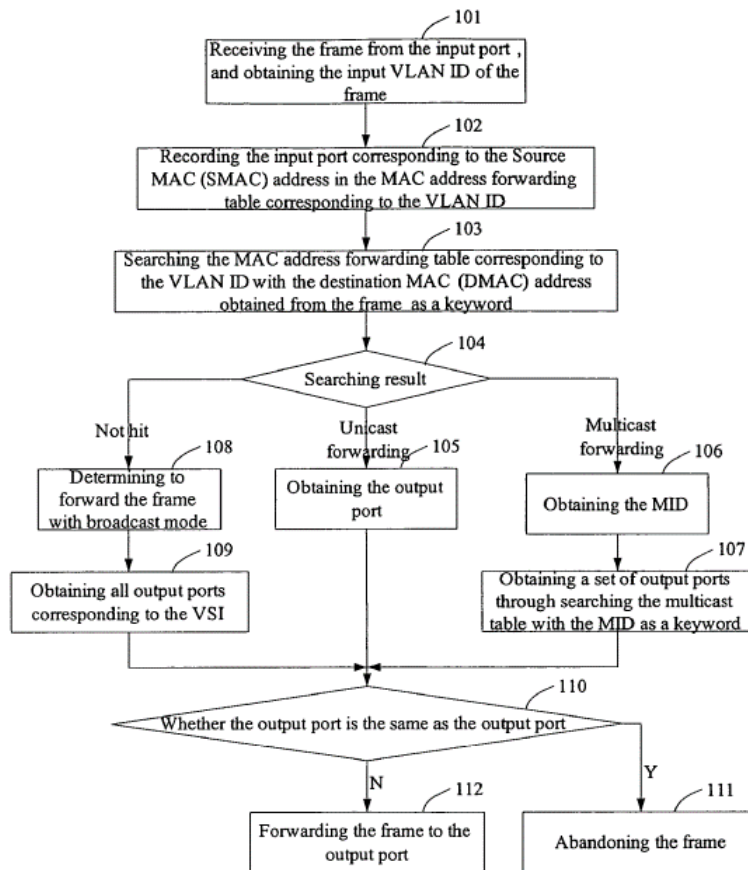 101
Receiving the frame from the input port ,
and obtaining the input VLAN ID of the
frame
102
Recording the input port corresponding to the Source
MAC (SMAC) address in the MAC address forwarding
table corresponding to the VLAN ID
103
Searching the MAC address forwarding table corresponding to
the VLAN ID with the destination MAC (DMAC) address
obtained from the frame as a keyword
104
Searching result
Not hit
Unicast
forwarding
Multicast
forwarding
108
Determining to
forward the frame
with broadcast mode
105
Obtaining the output
port
106
Obtaining the MID
109
Obtaining all output ports
corresponding to the VSI
107
Obtaining a set of output ports
through searching the multicast
table with the MID as a keyword
110
Whether the output port is the same as the output port
N
Y
112
Forwarding the frame to the
output port
111
Abandoning the frame